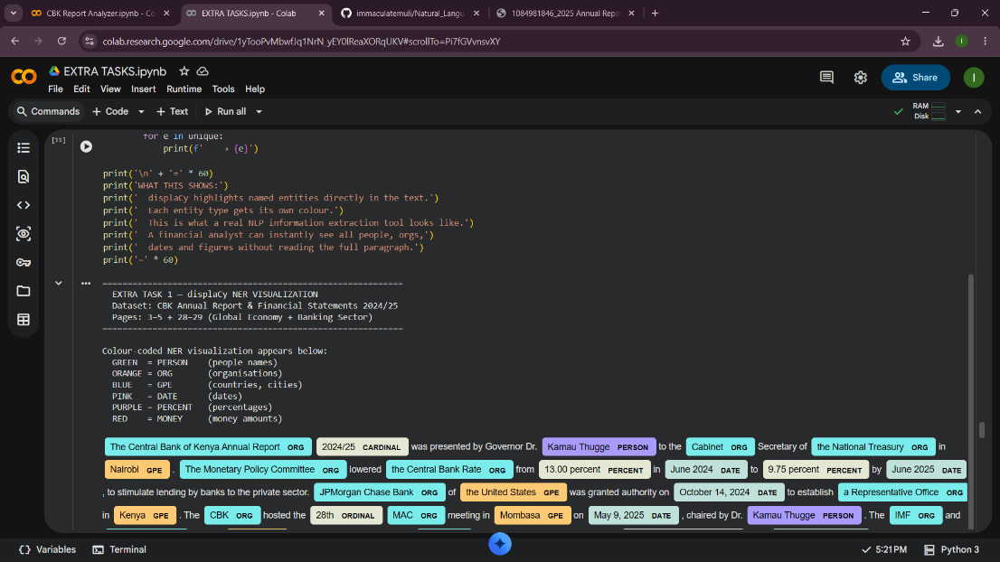 CBK Report Analyzer.ipynb - Co
EXTRA TASKS.ipynb - Colab
immaculatemuli/Natural_Langu
1084981846_2025 Annual Repo
colab.research.google.com/drive/1yTooPvMbwfJq1NrN_yEY0lReaXORqUKV#scrollTo=Pi7fGVvnsvXY
I
EXTRA TASKS.ipynb
File Edit View Insert Runtime Tools Help
Share
I
Commands + Code + Text Run all
RAM
Disk
[11]
for e in unique:
print(f'    → {e}')
print('\n' + '=' * 60)
print('WHAT THIS SHOWS:')
print('  displaCy highlights named entities directly in the text.')
print('  Each entity type gets its own colour.')
print('  This is what a real NLP information extraction tool looks like.')
print('  A financial analyst can instantly see all people, orgs,')
print('  dates and figures without reading the full paragraph.')
print('=' * 60)
============================================================
EXTRA TASK 1 — displaCy NER VISUALIZATION
Dataset: CBK Annual Report & Financial Statements 2024/25
Pages: 3–5 + 28–29 (Global Economy + Banking Sector)
============================================================
Colour-coded NER visualization appears below:
GREEN  = PERSON   (people names)
ORANGE = ORG      (organisations)
BLUE   = GPE      (countries, cities)
PINK   = DATE     (dates)
PURPLE = PERCENT  (percentages)
RED    = MONEY    (money amounts)
The Central Bank of Kenya Annual Report ORG 2024/25 CARDINAL was presented by Governor Dr. Kamau Thugge PERSON to the Cabinet ORG Secretary of the National Treasury ORG in
Nairobi GPE . The Monetary Policy Committee ORG lowered the Central Bank Rate ORG from 13.00 percent PERCENT in June 2024 DATE to 9.75 percent PERCENT by June 2025 DATE
, to stimulate lending by banks to the private sector. JPMorgan Chase Bank ORG of the United States GPE was granted authority on October 14, 2024 DATE to establish a Representative Office ORG
in Kenya GPE . The CBK ORG hosted the 28th ORDINAL MAC ORG meeting in Mombasa GPE on May 9, 2025 DATE , chaired by Dr. Kamau Thugge PERSON . The IMF ORG and
Variables Terminal
5:21PM Python 3